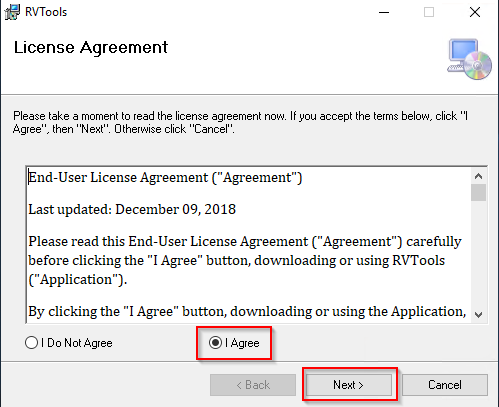 RVTools
License Agreement
Please take a moment to read the license agreement now. If you accept the terms below, click "I
Agree", then "Next". Otherwise click "Cancel".
End-User License Agreement ("Agreement")
Last updated: December 09, 2018
Please read this End-User License Agreement ("Agreement") carefully
before clicking the "I Agree" button, downloading or using RVTools
("Application").
By clicking the "I Agree" button, downloading or using the Application,
I Do Not Agree
I Agree
< Back
Next >
Cancel